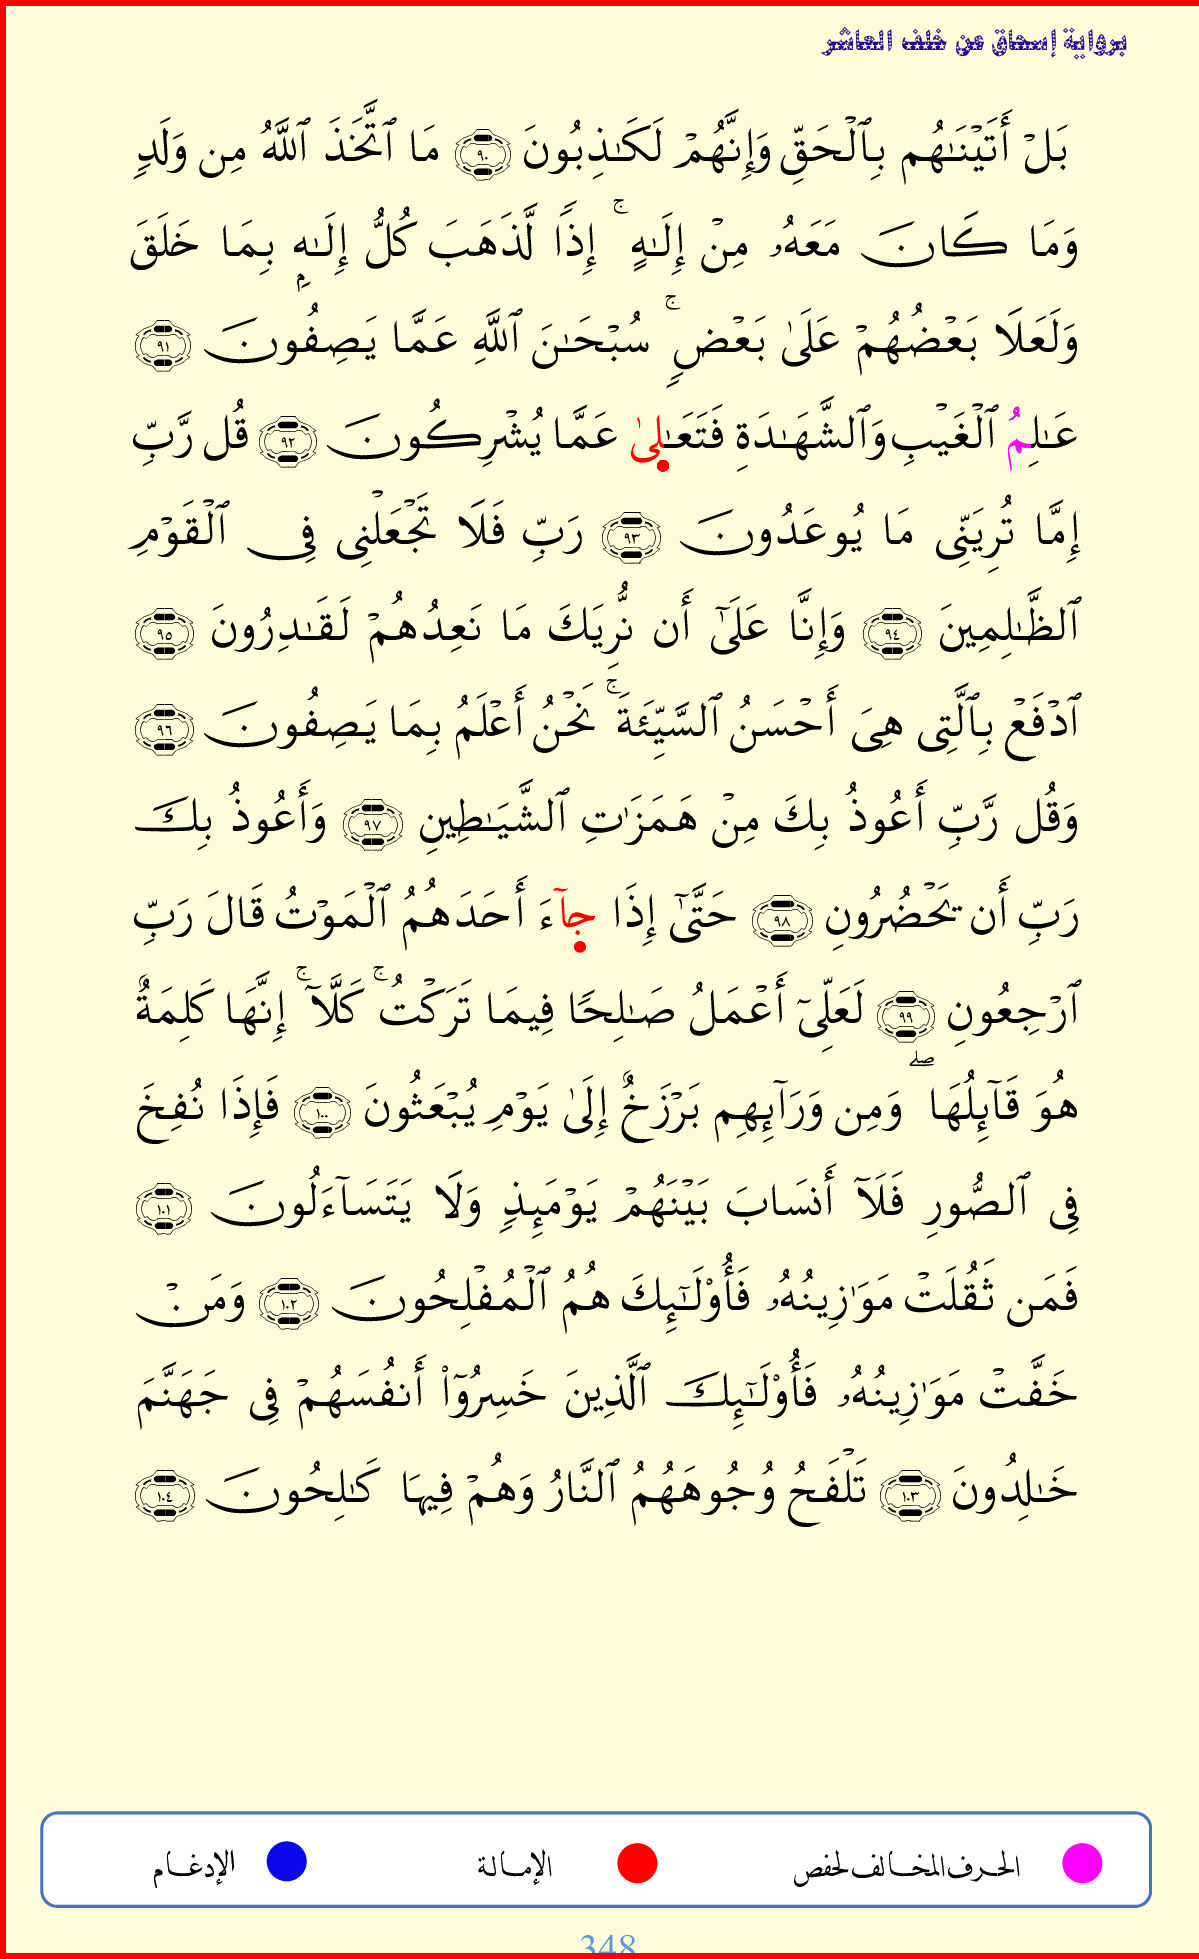 برواية إسحاق عن خلف العاشر
بَلۡ أَتَيۡنَٰهُم بِٱلۡحَقِّ وَإِنَّهُمۡ لَكَٰذِبُونَ ٩٠ مَا ٱتَّخَذَ ٱللَّهُ مِن وَلَدٖ
وَمَا كَانَ مَعَهُۥ مِنۡ إِلَٰهٍۚ إِذٗا لَّذَهَبَ كُلُّ إِلَٰهِۭ بِمَا خَلَقَ
وَلَعَلَا بَعۡضُهُمۡ عَلَىٰ بَعۡضٖۚ سُبۡحَٰنَ ٱللَّهِ عَمَّا يَصِفُونَ ٩١
عَٰلِمُ ٱلۡغَيۡبِ وَٱلشَّهَٰدَةِ فَتَعَٰلِىٰ عَمَّا يُشۡرِكُونَ ٩٢ قُل رَّبِّ
إِمَّا تُرِيَنِّى مَا يُوعَدُونَ ٩٣ رَبِّ فَلَا تَجۡعَلۡنِى فِى ٱلۡقَوۡمِ
ٱلظَّٰلِمِينَ ٩٤ وَإِنَّا عَلَىٰٓ أَن نُّرِيَكَ مَا نَعِدُهُمۡ لَقَٰدِرُونَ ٩٥
ٱدۡفَعۡ بِٱلَّتِى هِىَ أَحۡسَنُ ٱلسَّيِّئَةَۚ نَحۡنُ أَعۡلَمُ بِمَا يَصِفُونَ ٩٦
وَقُل رَّبِّ أَعُوذُ بِكَ مِنۡ هَمَزَٰتِ ٱلشَّيَٰطِينِ ٩٧ وَأَعُوذُ بِكَ
رَبِّ أَن يَحۡضُرُونِ ٩٨ حَتَّىٰٓ إِذَا جِآءَ أَحَدَهُمُ ٱلۡمَوۡتُ قَالَ رَبِّ
ٱرۡجِعُونِ ٩٩ لَعَلِّىٓ أَعۡمَلُ صَٰلِحٗا فِيمَا تَرَكۡتُۚ كَلَّآۚ إِنَّهَا كَلِمَةٌ
هُوَ قَآئِلُهَاۖ وَمِن وَرَآئِهِم بَرۡزَخٌ إِلَىٰ يَوۡمِ يُبۡعَثُونَ ١٠٠ فَإِذَا نُفِخَ
فِى ٱلصُّورِ فَلَآ أَنسَابَ بَيۡنَهُمۡ يَوۡمَئِذٖ وَلَا يَتَسَآءَلُونَ ١٠١
فَمَن ثَقُلَتۡ مَوَٰزِينُهُۥ فَأُوْلَٰٓئِكَ هُمُ ٱلۡمُفۡلِحُونَ ١٠٢ وَمَنۡ
خَفَّتۡ مَوَٰزِينُهُۥ فَأُوْلَٰٓئِكَ ٱلَّذِينَ خَسِرُوٓاْ أَنفُسَهُمۡ فِى جَهَنَّمَ
خَٰلِدُونَ ١٠٣ تَلۡفَحُ وُجُوهَهُمُ ٱلنَّارُ وَهُمۡ فِيهَا كَٰلِحُونَ ١٠٤
الحرف المخالف لحفص الإمالة الإدغام
348